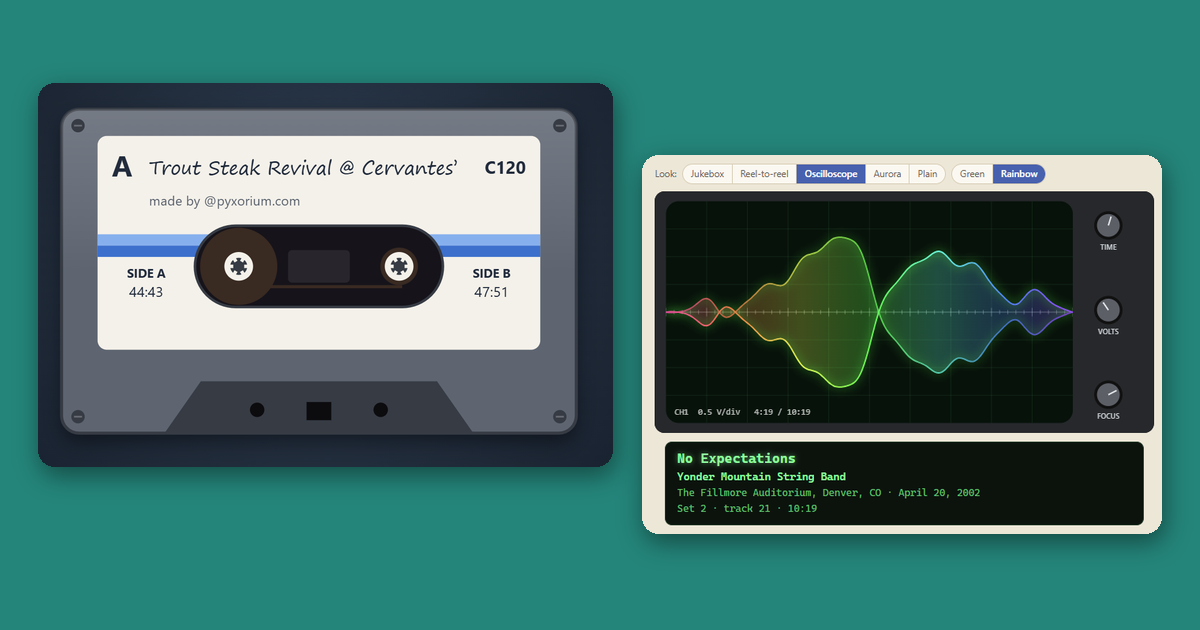 A Trout Steak Revival @ Cervantes’ C120
made by @pyxorium.com
SIDE A
44:43
SIDE B
47:51
Look: Jukebox Reel-to-reel Oscilloscope Aurora Plain Green Rainbow
TIME
VOLTS
FOCUS
CH1 0.5 V/div 4:19 / 10:19
No Expectations
Yonder Mountain String Band
The Fillmore Auditorium, Denver, CO · April 20, 2002
Set 2 · track 21 · 10:19